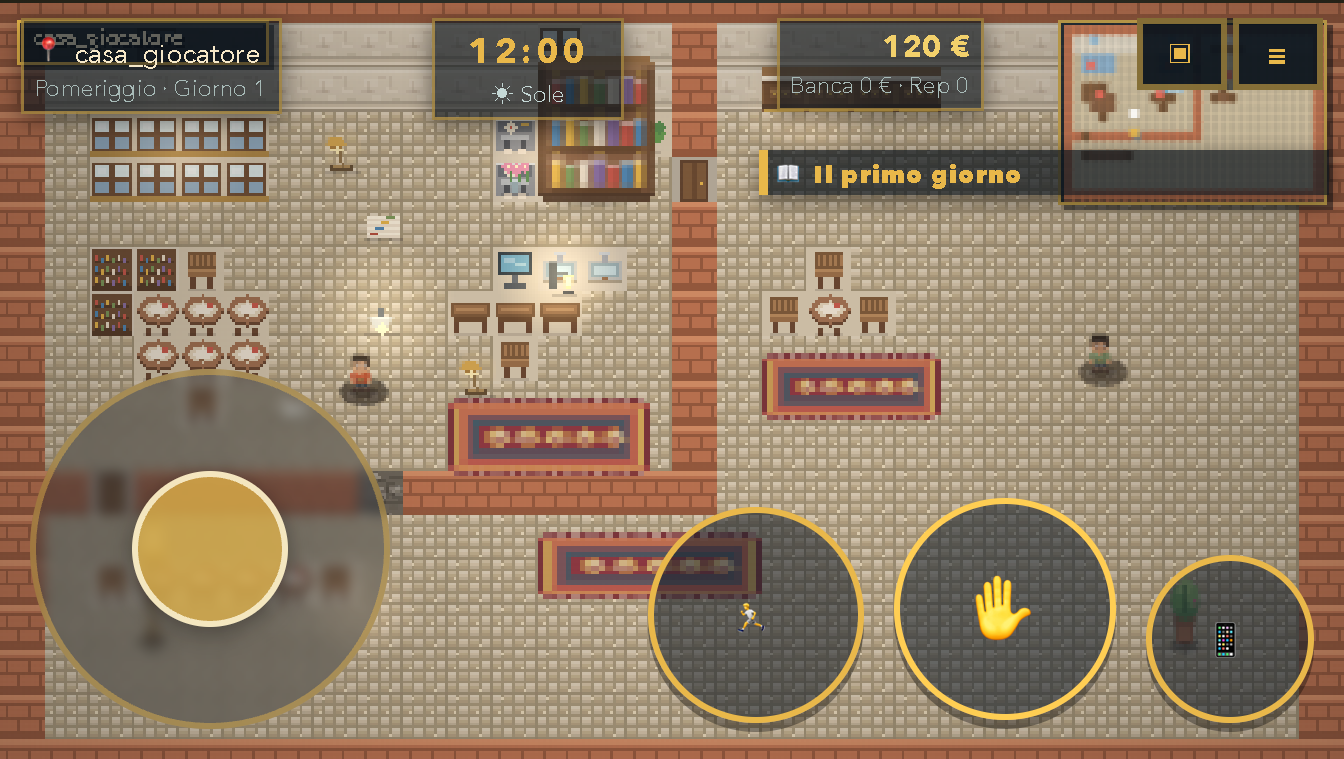 casa_giocatore
casa_giocatore
Pomeriggio · Giorno 1
12:00
Sole
120 €
Banca 0 € · Rep 0
Il primo giorno